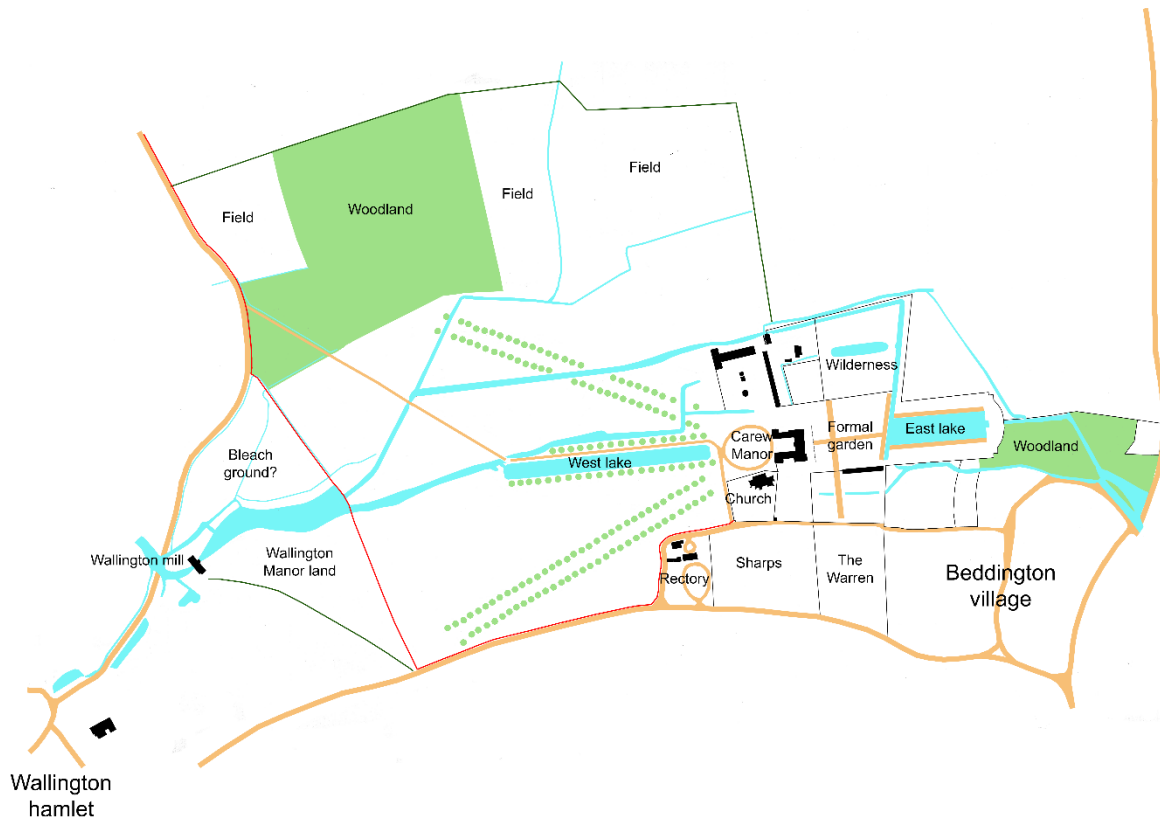 Field
Field
Field
Woodland
Wilderness
Carew
Manor
Formal
garden
East lake
Woodland
West lake
Bleach
ground?
Church
Wallington mill
Wallington
Manor land
Rectory
Sharps
The
Warren
Beddington
village
Wallington
hamlet